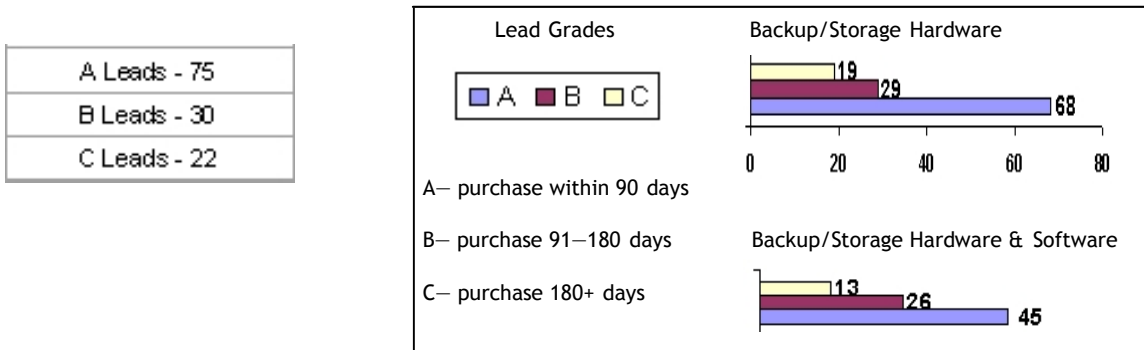 A Leads - 75
B Leads - 30
C Leads - 22
Lead Grades
A B C
A— purchase within 90 days
B— purchase 91—180 days
C— purchase 180+ days
Backup/Storage Hardware
19
29
68
0 20 40 60 80
Backup/Storage Hardware & Software
13
26
45